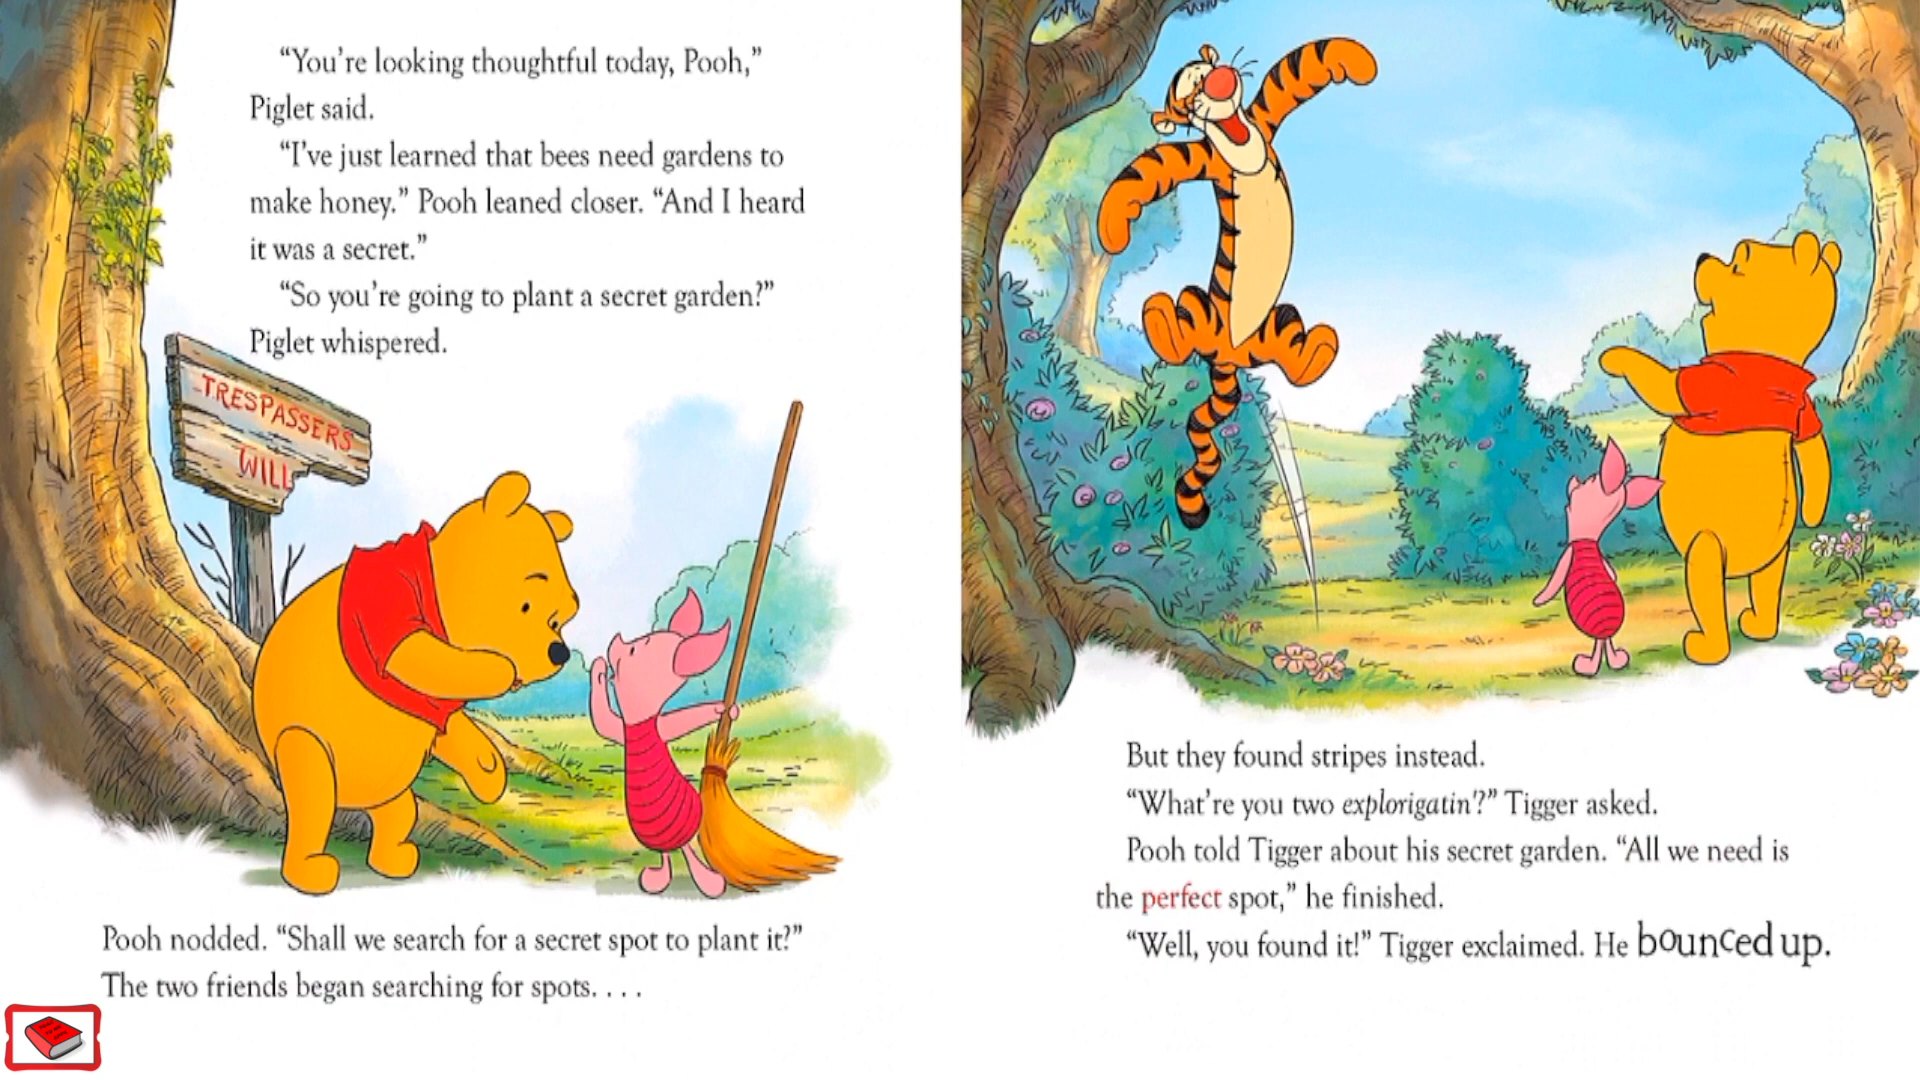 “You’re looking thoughtful today, Pooh,”
Piglet said.
“I’ve just learned that bees need gardens to
make honey.” Pooh leaned closer. “And I heard
it was a secret.”
“So you’re going to plant a secret garden?”
Piglet whispered.
TRESPASSERS
WILL
Pooh nodded. “Shall we search for a secret spot to plant it?”
The two friends began searching for spots. . . .
But they found stripes instead.
“What’re you two explorigatin’?” Tigger asked.
Pooh told Tigger about his secret garden. “All we need is
the perfect spot,” he finished.
“Well, you found it!” Tigger exclaimed. He bounced up.